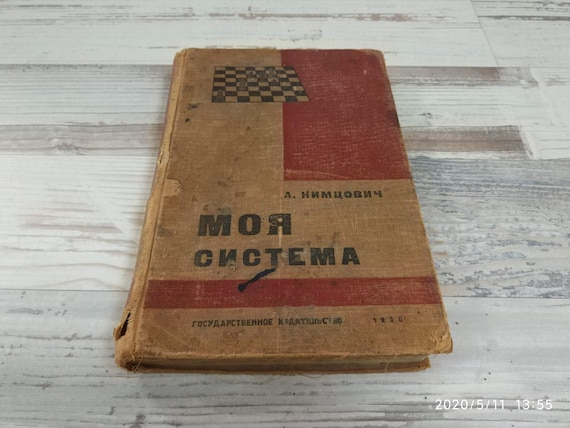 А. НИМЦОВИЧ
МОЯ
СИСТЕМА
ГОСУДАРСТВЕННОЕ ИЗДАТЕЛЬСТВО
2020/5/11 13:55